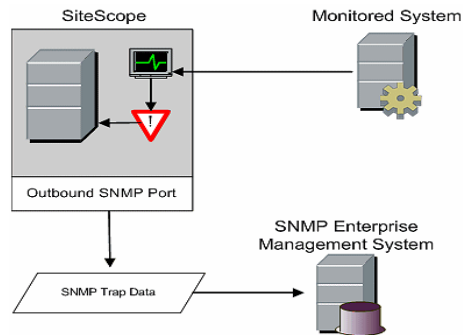 SiteScope
Monitored System
!
Outbound SNMP Port
SNMP Enterprise
Management System
SNMP Trap Data